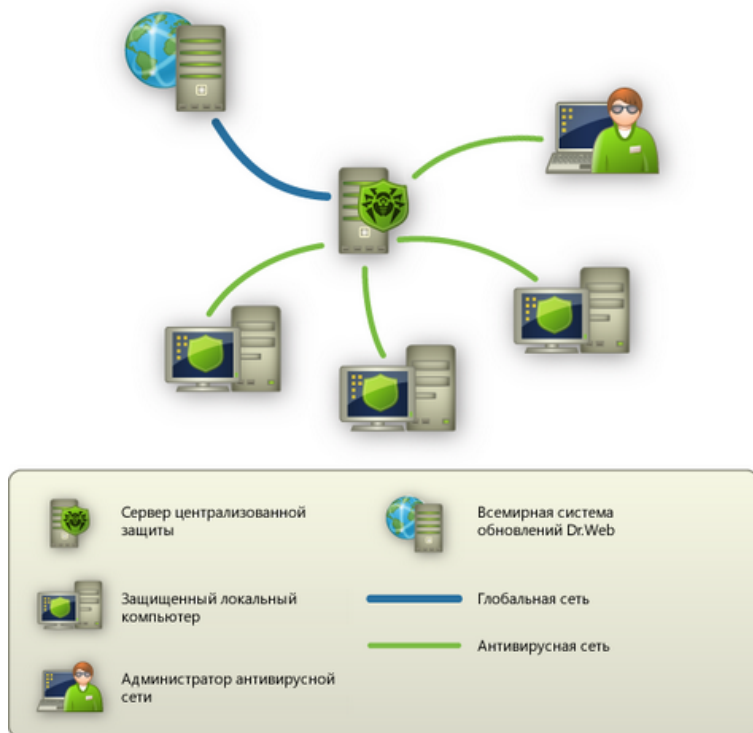 Сервер централизованной
защиты
Защищенный локальный
компьютер
Администратор антивирусной
сети
Всемирная система
обновлений Dr.Web
Глобальная сеть
Антивирусная сеть